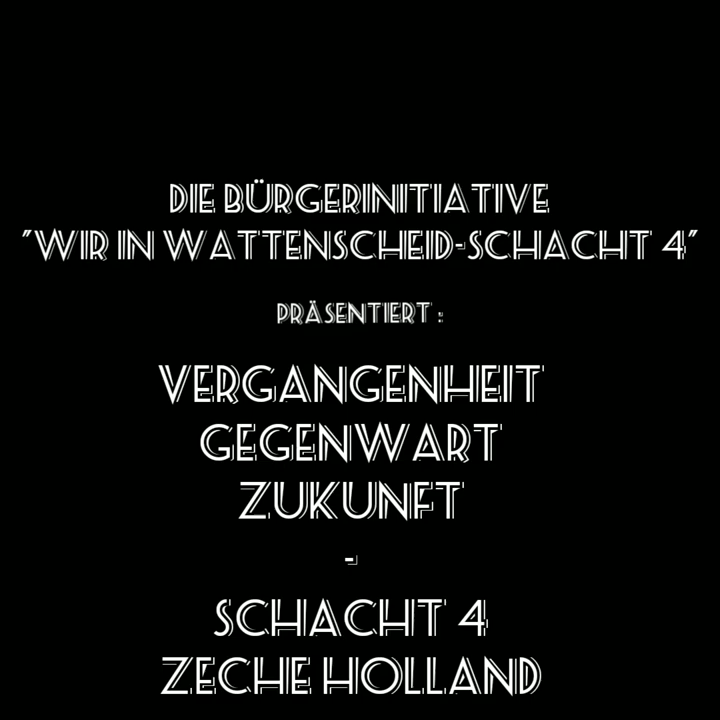 DIE BÜRGERINITIATIVE
"WIR IN WATTENSCHEID-SCHACHT 4"
PRÄSENTIERT :
VERGANGENHEIT
GEGENWART
ZUKUNFT
-
SCHACHT 4
ZECHE HOLLAND